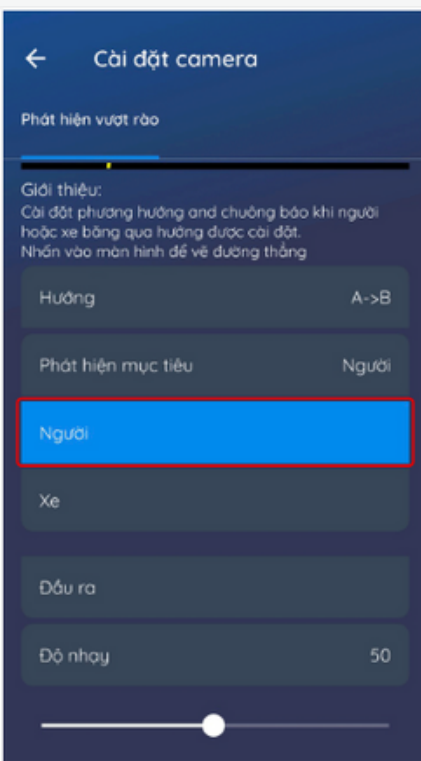 Cài đặt camera
Phát hiện vượt rào
Giới thiệu:
Cài đặt phương hướng and chuông báo khi người
hoặc xe băng qua hướng được cài đặt.
Nhấn vào màn hình để vẽ đường thẳng
Hướng A->B
Phát hiện mục tiêu Người
Người
Xe
Đầu ra
Độ nhạy 50